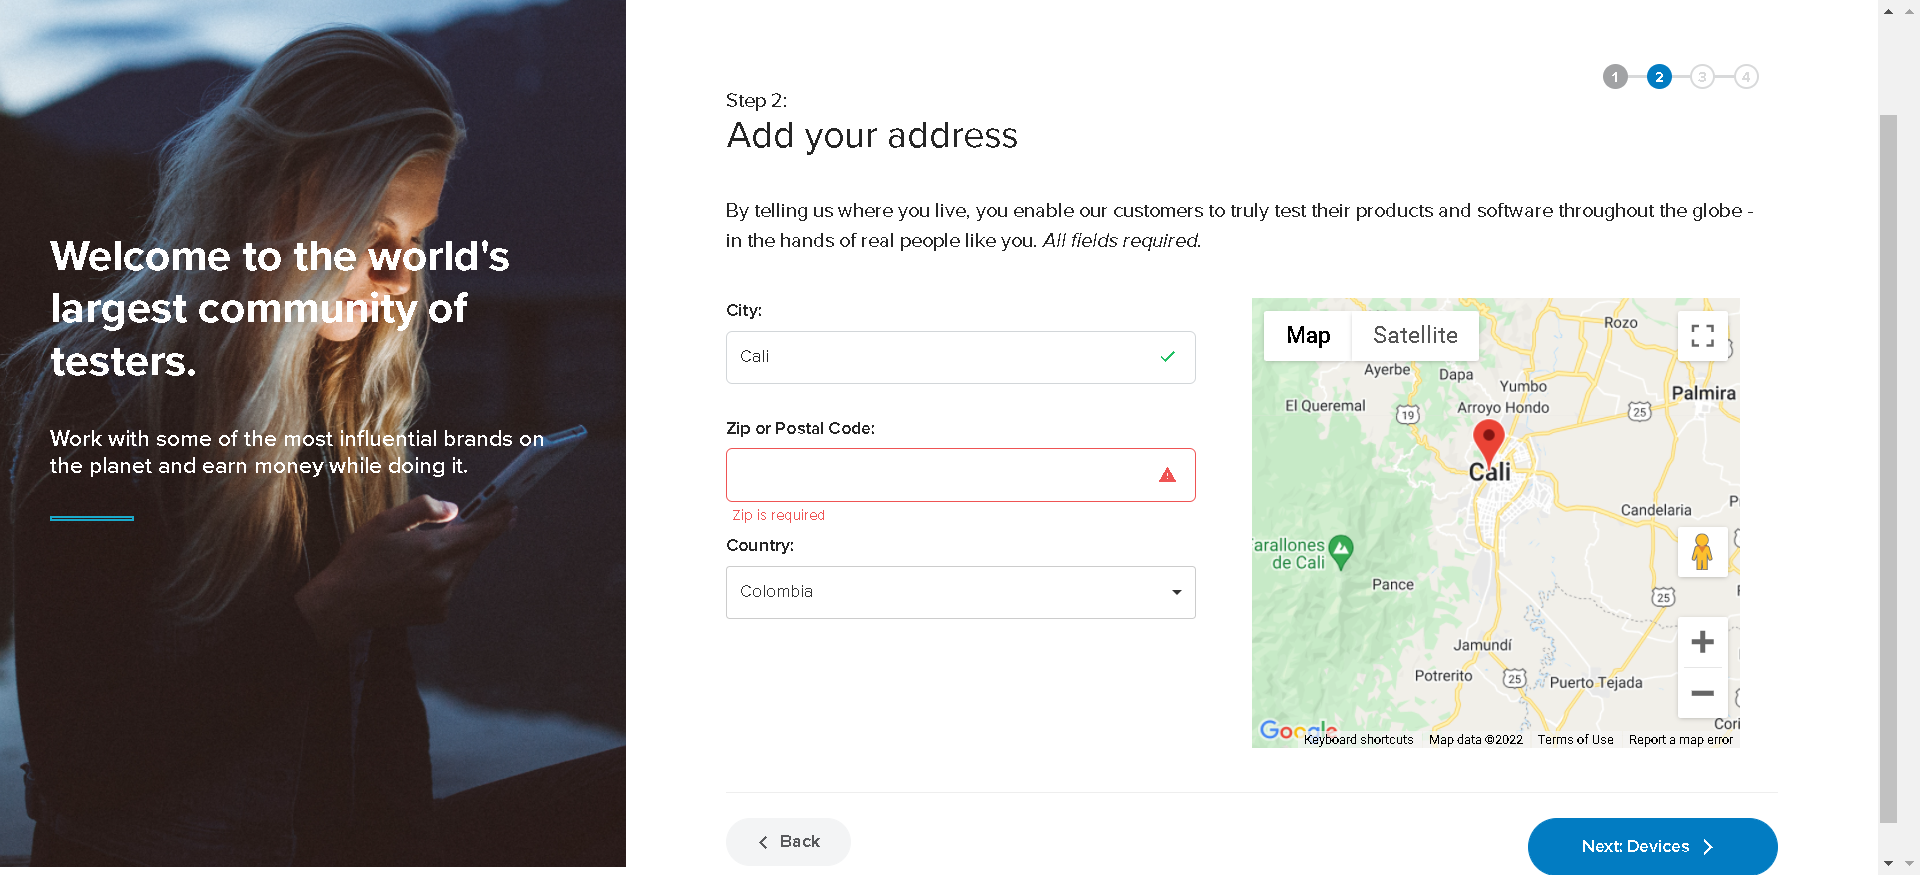 Welcome to the world's
largest community of
testers.
Work with some of the most influential brands on
the planet and earn money while doing it.
1 2 3 4
Step 2:
Add your address
By telling us where you live, you enable our customers to truly test their products and software throughout the globe -
in the hands of real people like you. All fields required.
City:
Cali
Zip or Postal Code:
Zip is required
Country:
Colombia
Map Satellite
Rozo
Ayerbe
Dapa
Yumbo
Palmira
El Queremal
19
Arroyo Hondo
25
Cali
Candelaria
arallones
de Cali
Pance
25
Jamundí
Potrerito
25
Puerto Tejada
Cori
Google
Keyboard shortcuts Map data ©2022 Terms of Use Report a map error
Back
Next: Devices